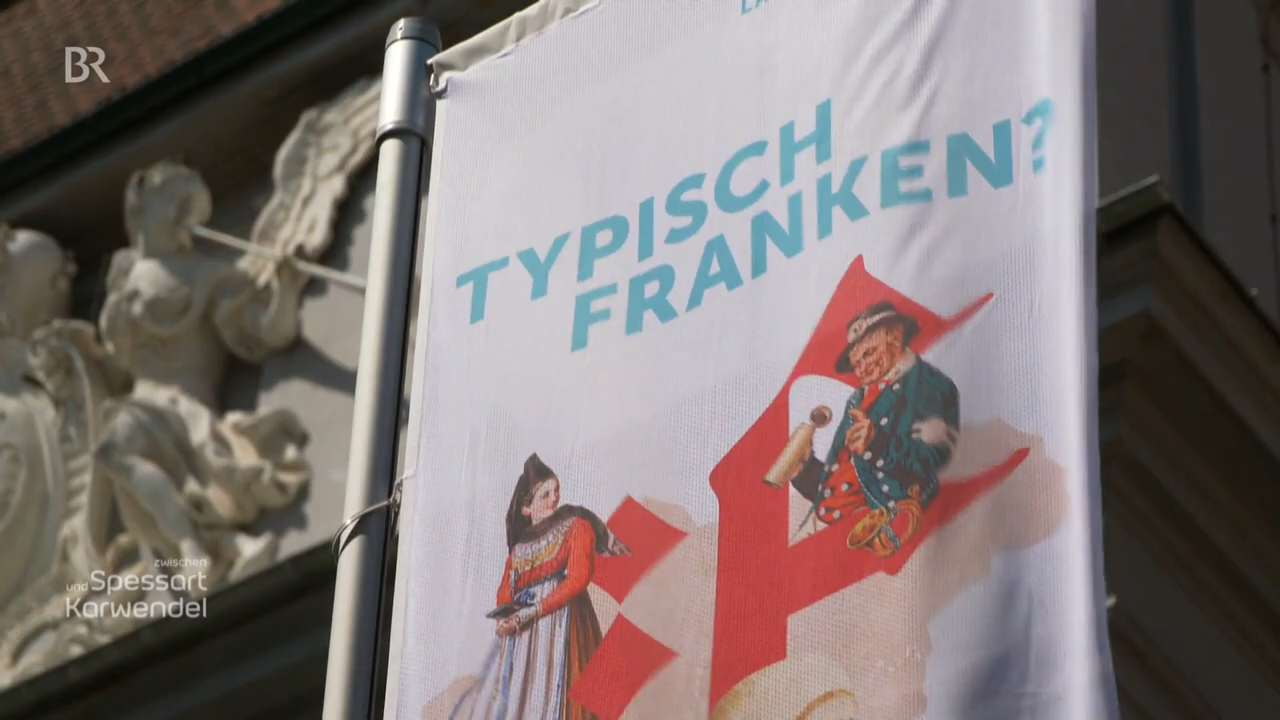 BR
TYPISCH
FRANKEN?
zwischen
und Spessart
Karwendel